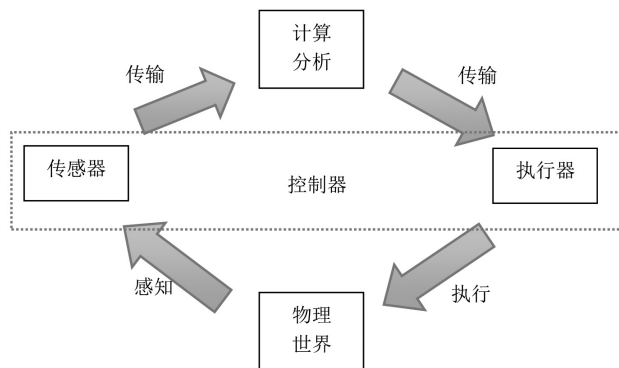 计算
分析
传输
传输
传感器
控制器
执行器
感知
执行
物理
世界